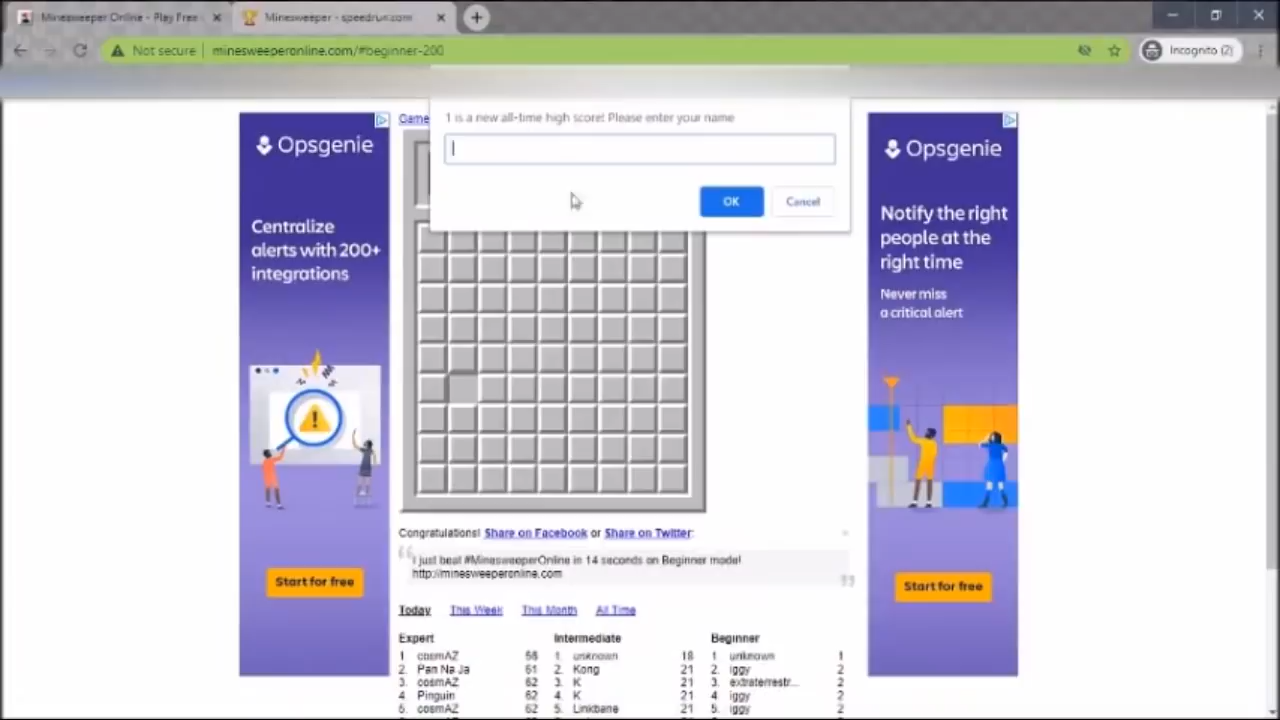 Minesweeper Online - Play Free
Minesweeper - speedrun.com
Not secure
minesweeperonline.com/#beginner-200
Incognito (2)
Opsgenie
Centralize
alerts with 200+
integrations
Start for free
Game
1 is a new all-time high score! Please enter your name
OK
Cancel
Congratulations! Share on Facebook or Share on Twitter:
I just beat #MinesweeperOnline in 14 seconds on Beginner mode!
http://minesweeperonline.com
Today This Week This Month All Time
Expert Intermediate Beginner
1. cosmAZ 56 1. unknown 18 1 unknown 1
2. Pan Na Ja 61 2. Kong 21 2. iggy 2
3. cosmAZ 62 3. K 21 3. extraterrestr... 2
4. Pinguin 62 4. K 21 4 iggy 2
5. cosmAZ 62 5. Linkbane 21 5. iggy 2
Opsgenie
Notify the right
people at the
right time
Never miss
a critical alert
Start for free